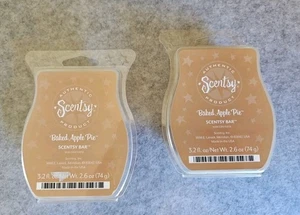 AUTHENTIC
Scentsy
PRODUCT
Baked Apple Pie
SCENTSY BAR
3.2 fl. oz Net Wt. 2.6 oz (74 g)
AUTHENTIC
Scentsy
PRODUCT
Baked Apple Pie
SCENTSY BAR
3.2 fl. oz Net Wt. 2.6 oz (74 g)